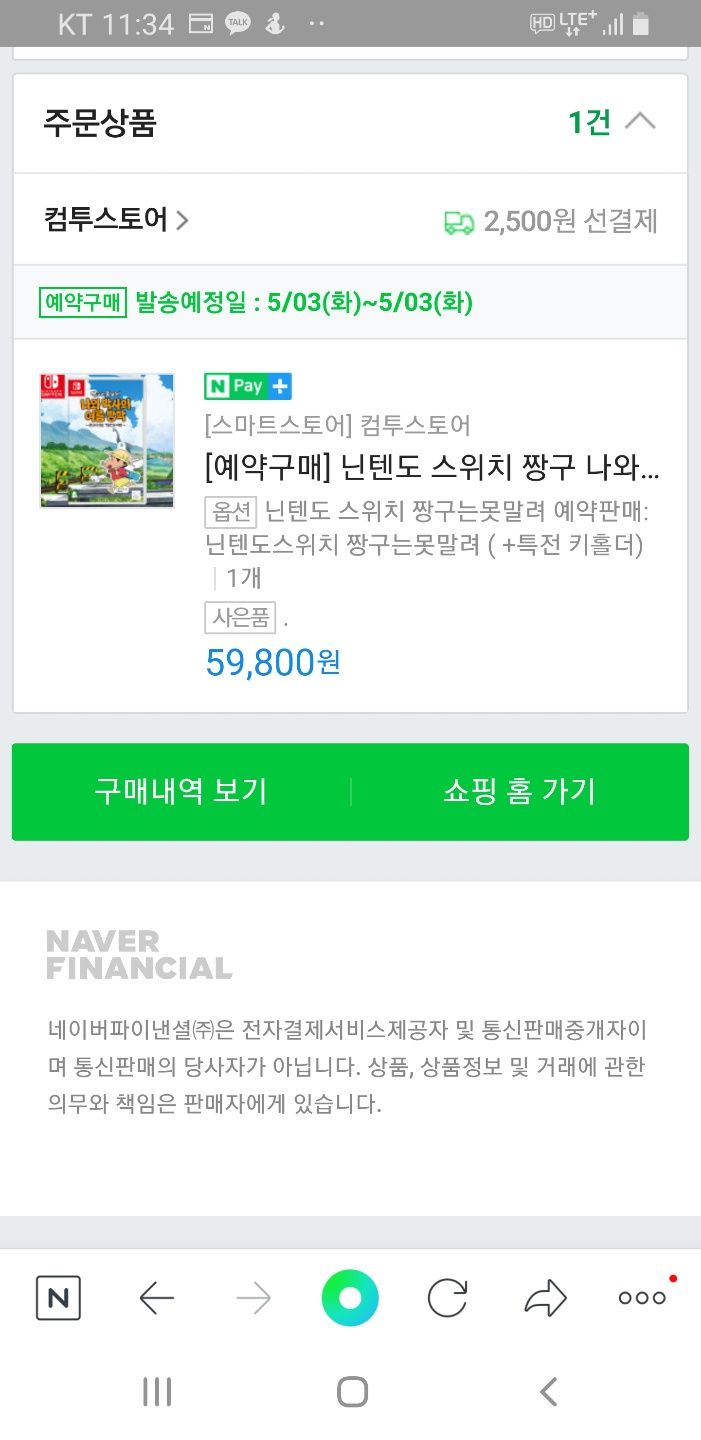 KT 11:34 TALK HD LTE+
주문상품 1건
컴투스토어 > 2,500원 선결제
예약구매 발송예정일 : 5/03(화)~5/03(화)
N Pay +
[스마트스토어] 컴투스토어
[예약구매] 닌텐도 스위치 짱구 나와...
옵션 닌텐도 스위치 짱구는못말려 예약판매:
닌텐도스위치 짱구는못말려 ( +특전 키홀더)
| 1개
사은품 .
59,800원
구매내역 보기 | 쇼핑 홈 가기
NAVER
FINANCIAL
네이버파이낸셜㈜은 전자결제서비스제공자 및 통신판매중개자이
며 통신판매의 당사자가 아닙니다. 상품, 상품정보 및 거래에 관한
의무와 책임은 판매자에게 있습니다.
N